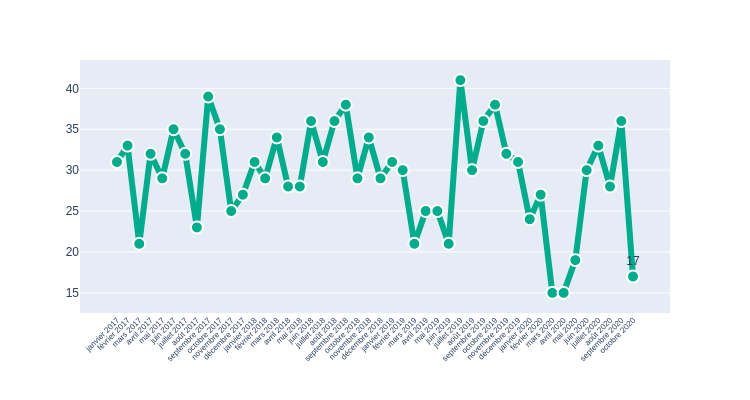 40
35
30
25
20
15
17
janvier 2017
février 2017
mars 2017
avril 2017
mai 2017
juin 2017
juillet 2017
août 2017
septembre 2017
octobre 2017
novembre 2017
décembre 2017
janvier 2018
février 2018
mars 2018
avril 2018
mai 2018
juin 2018
juillet 2018
août 2018
septembre 2018
octobre 2018
novembre 2018
décembre 2018
janvier 2019
février 2019
mars 2019
avril 2019
mai 2019
juin 2019
juillet 2019
août 2019
septembre 2019
octobre 2019
novembre 2019
décembre 2019
janvier 2020
février 2020
mars 2020
avril 2020
mai 2020
juin 2020
juillet 2020
août 2020
septembre 2020
octobre 2020